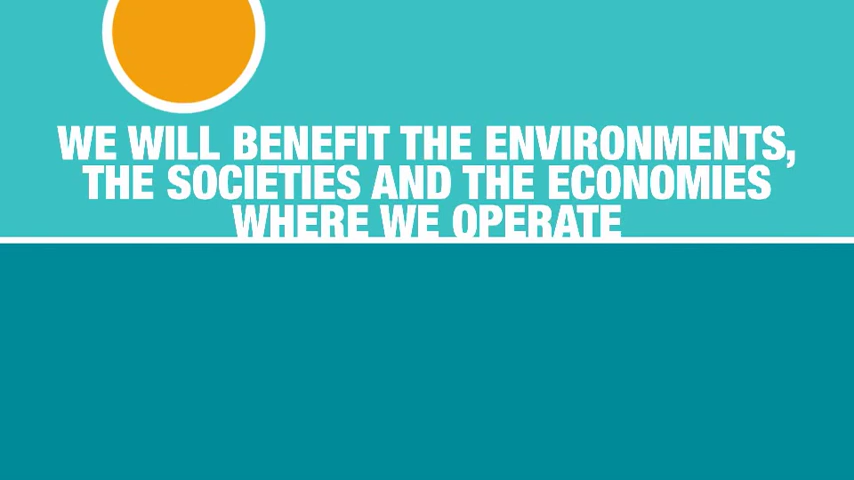 WE WILL BENEFIT THE ENVIRONMENTS,
THE SOCIETIES AND THE ECONOMIES
WHERE WE OPERATE